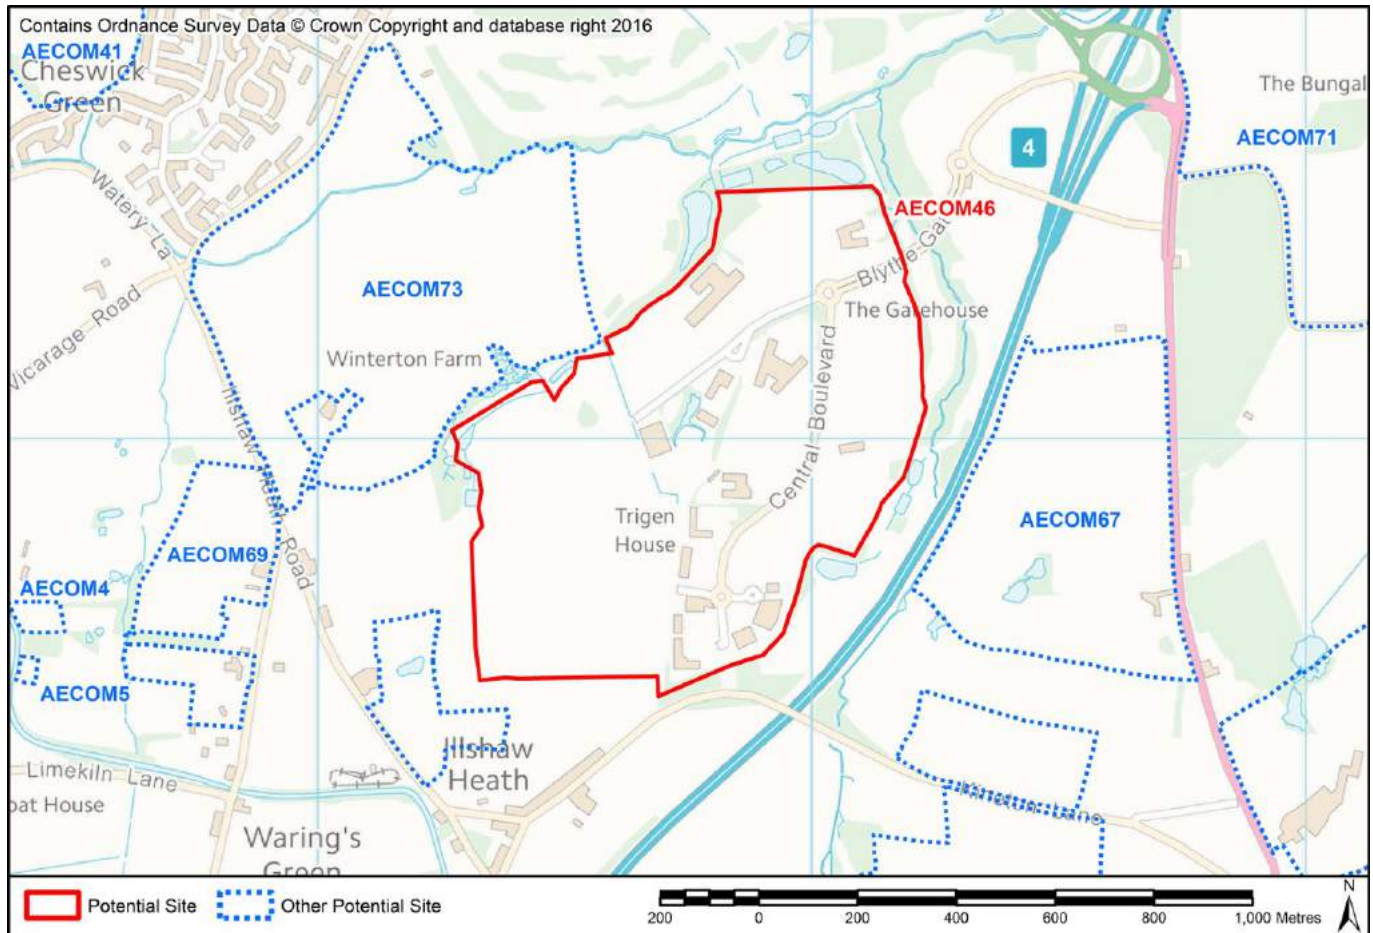 Contains Ordnance Survey Data © Crown Copyright and database right 2016
AECOM41
Cheswick
Green
The Bungal
AECOM71
4
Watery La
AECOM46
Blythe Ga
Vicarage Road
AECOM73
The Gatehouse
Winterton Farm
Illshaw Heath Road
Central Boulevard
Trigen
House
AECOM67
AECOM69
AECOM4
AECOM5
Illshaw
Heath
Limekiln Lane
oat House
Waring's
Green
Lane
Potential Site
Other Potential Site
200 0 200 400 600 800 1,000 Metres
N